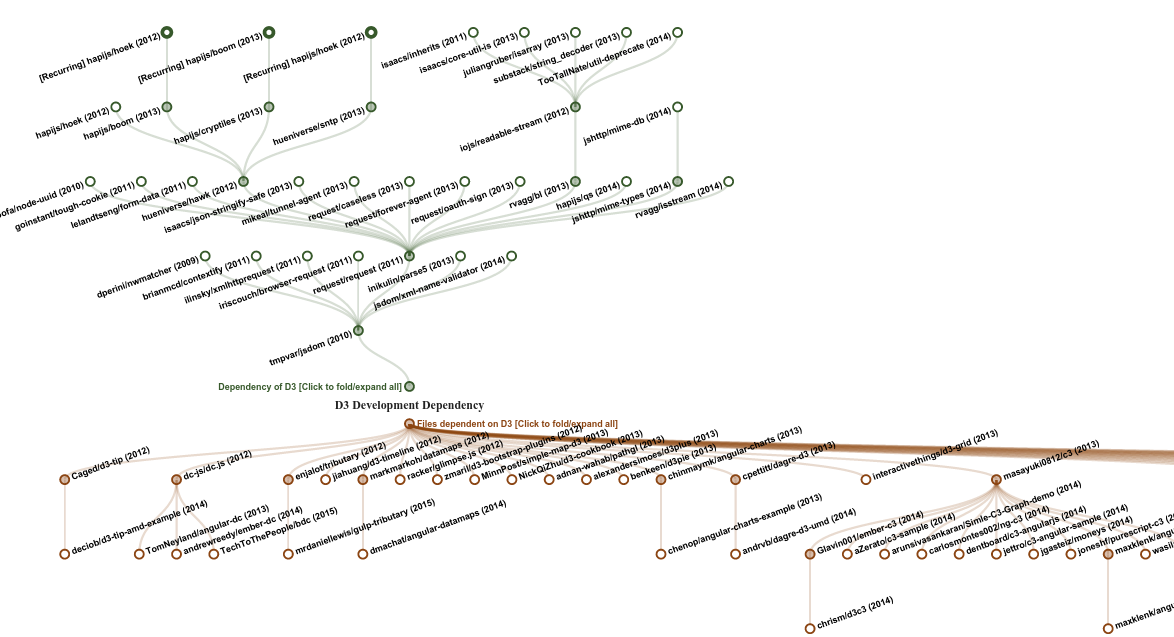 [Recurring] hapijs/hoek (2012)
[Recurring] hapijs/boom (2013)
[Recurring] hapijs/hoek (2012)
isaacs/inherits (2011)
isaacs/core-util-is (2013)
juliangruber/isarray (2013)
substack/string_decoder (2013)
TooTallNate/util-deprecate (2014)
hapijs/hoek (2012)
hapijs/boom (2013)
hapijs/cryptiles (2013)
hueniverse/sntp (2013)
iojs/readable-stream (2012)
jshttp/mime-db (2014)
ofa/node-uuid (2010)
goinstant/tough-cookie (2011)
lelandtseng/form-data (2011)
hueniverse/hawk (2012)
isaacs/json-stringify-safe (2013)
mikeal/tunnel-agent (2013)
request/caseless (2013)
request/forever-agent (2013)
request/oauth-sign (2013)
rvagg/bl (2013)
hapijs/qs (2014)
jshttp/mime-types (2014)
rvagg/isstream (2014)
dperini/nwmatcher (2009)
brianmcd/contextify (2011)
ilinsky/xmlhttprequest (2011)
iriscouch/browser-request (2011)
request/request (2011)
inikulin/parse5 (2013)
jsdom/xml-name-validator (2014)
tmpvar/jsdom (2010)
Dependency of D3 [Click to fold/expand all]
D3 Development Dependency
Files dependent on D3 [Click to fold/expand all]
Caged/d3-tip (2012)
dc-js/dc.js (2012)
enjalot/tributary (2012)
jiahuang/d3-timeline (2012)
markmarkoh/datamaps (2012)
racker/glimpse.js (2012)
zmaril/d3-bootstrap-plugins (2012)
MinnPost/simple-map-d3 (2013)
NickQiZhu/d3-cookbook (2013)
adnan-wahab/pathgl (2013)
alexandersimoes/d3plus (2013)
benkeen/d3pie (2013)
chinmaymk/angular-charts (2013)
cpettitt/dagre-d3 (2013)
interactivethings/d3-grid (2013)
masayuki0812/c3 (2013)
deciob/d3-tip-amd-example (2014)
TomNeyland/angular-dc (2013)
andrewreedy/ember-dc (2014)
TechToThePeople/bdc (2015)
mrdaniellewis/gulp-tributary (2015)
dmachat/angular-datamaps (2014)
chenop/angular-charts-example (2013)
andrvb/dagre-d3-umd (2014)
Glavin001/ember-c3 (2014)
aZerato/c3-sample (2014)
arunsivasankaran/Simle-C3-Graph-demo (2014)
carlosmontes002/ng-c3 (2014)
dentboard/c3-angularjs (2014)
jettro/c3-angular-sample (2014)
jgasteiz/moneys (2014)
joneshf/purescript-c3 (2
maxklenk/angu
wasil
chrism/d3c3 (2014)
maxklenk/angu